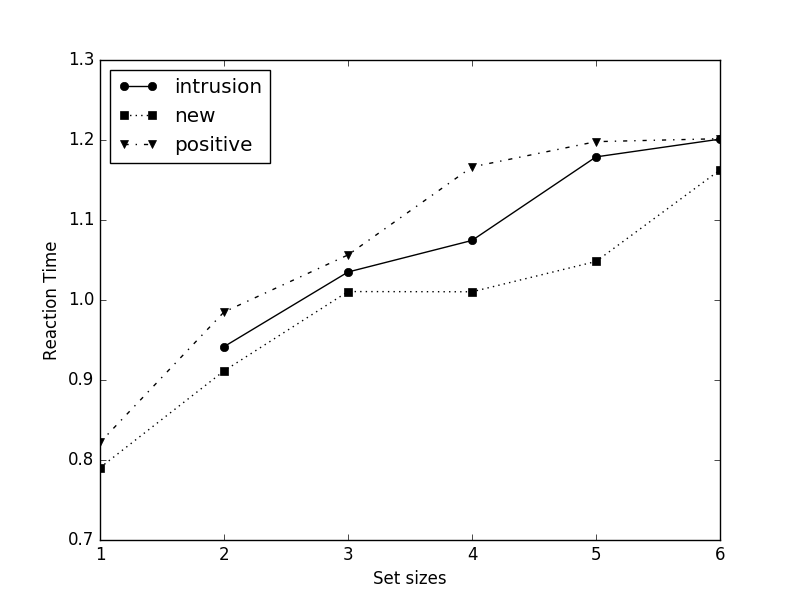 1.3
intrusion
new
positive
1.2
1.1
1.0
0.9
0.8
0.7
Reaction Time
1 2 3 4 5 6
Set sizes